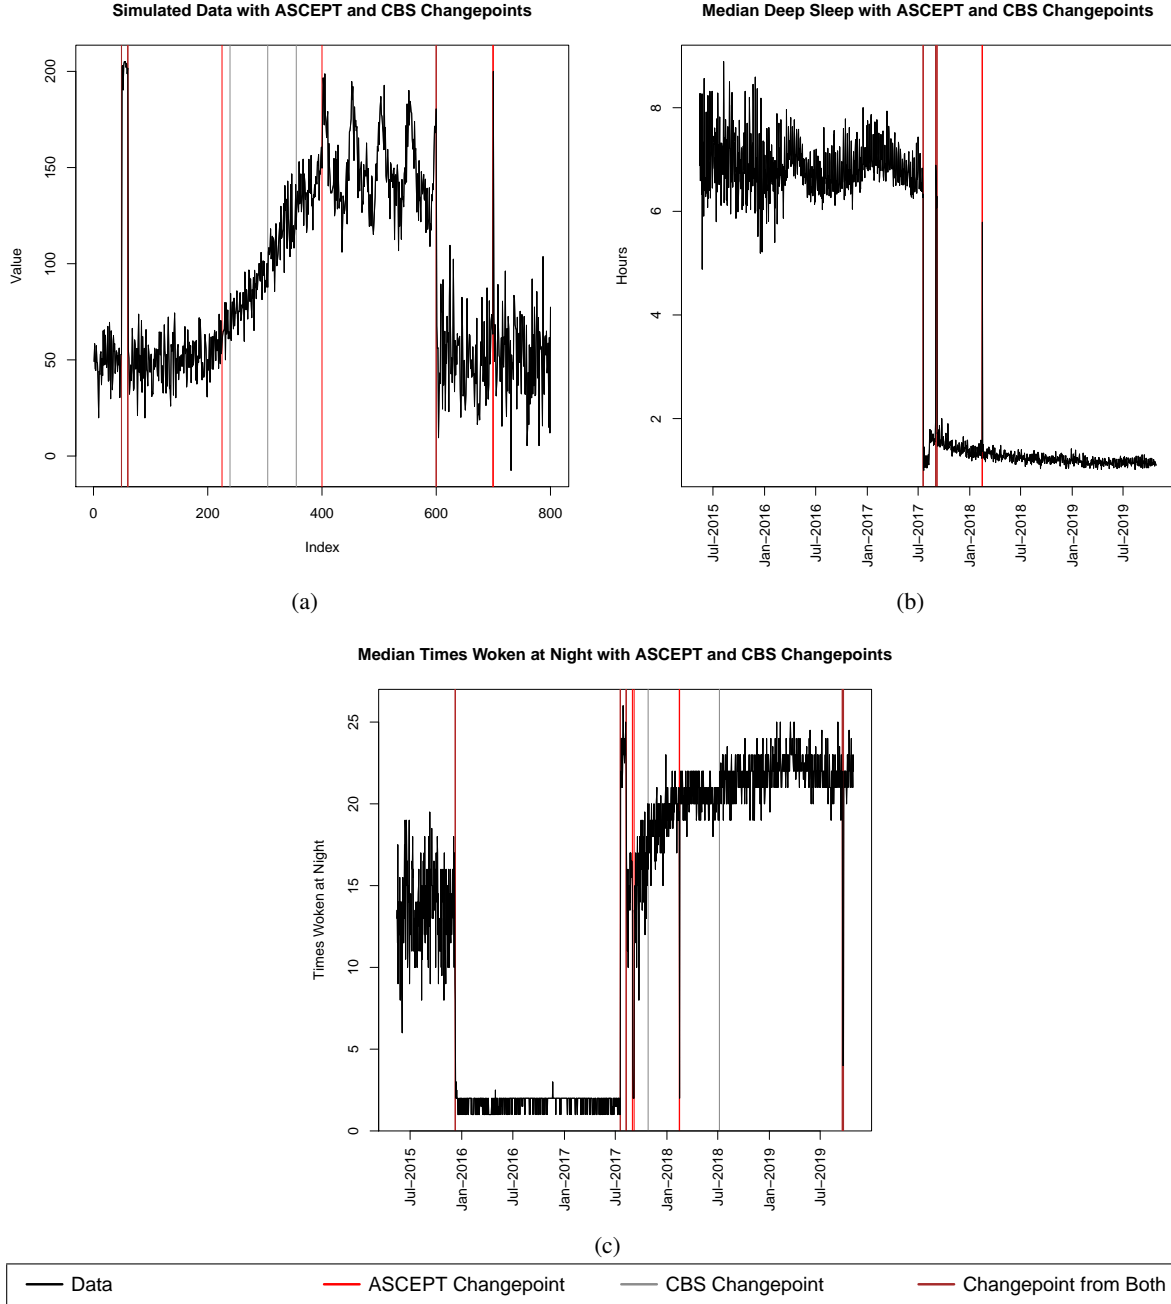 Simulated Data with ASCEPT and CBS Changepoints
Value
0
50
100
150
200
0
200
400
600
800
Index
(a)
Median Deep Sleep with ASCEPT and CBS Changepoints
Hours
2
4
6
8
Jul–2015
Jan–2016
Jul–2016
Jan–2017
Jul–2017
Jan–2018
Jul–2018
Jan–2019
Jul–2019
(b)
Median Times Woken at Night with ASCEPT and CBS Changepoints
Times Woken at Night
0
5
10
15
20
25
Jul–2015
Jan–2016
Jul–2016
Jan–2017
Jul–2017
Jan–2018
Jul–2018
Jan–2019
Jul–2019
(c)
Data
ASCEPT Changepoint
CBS Changepoint
Changepoint from Both